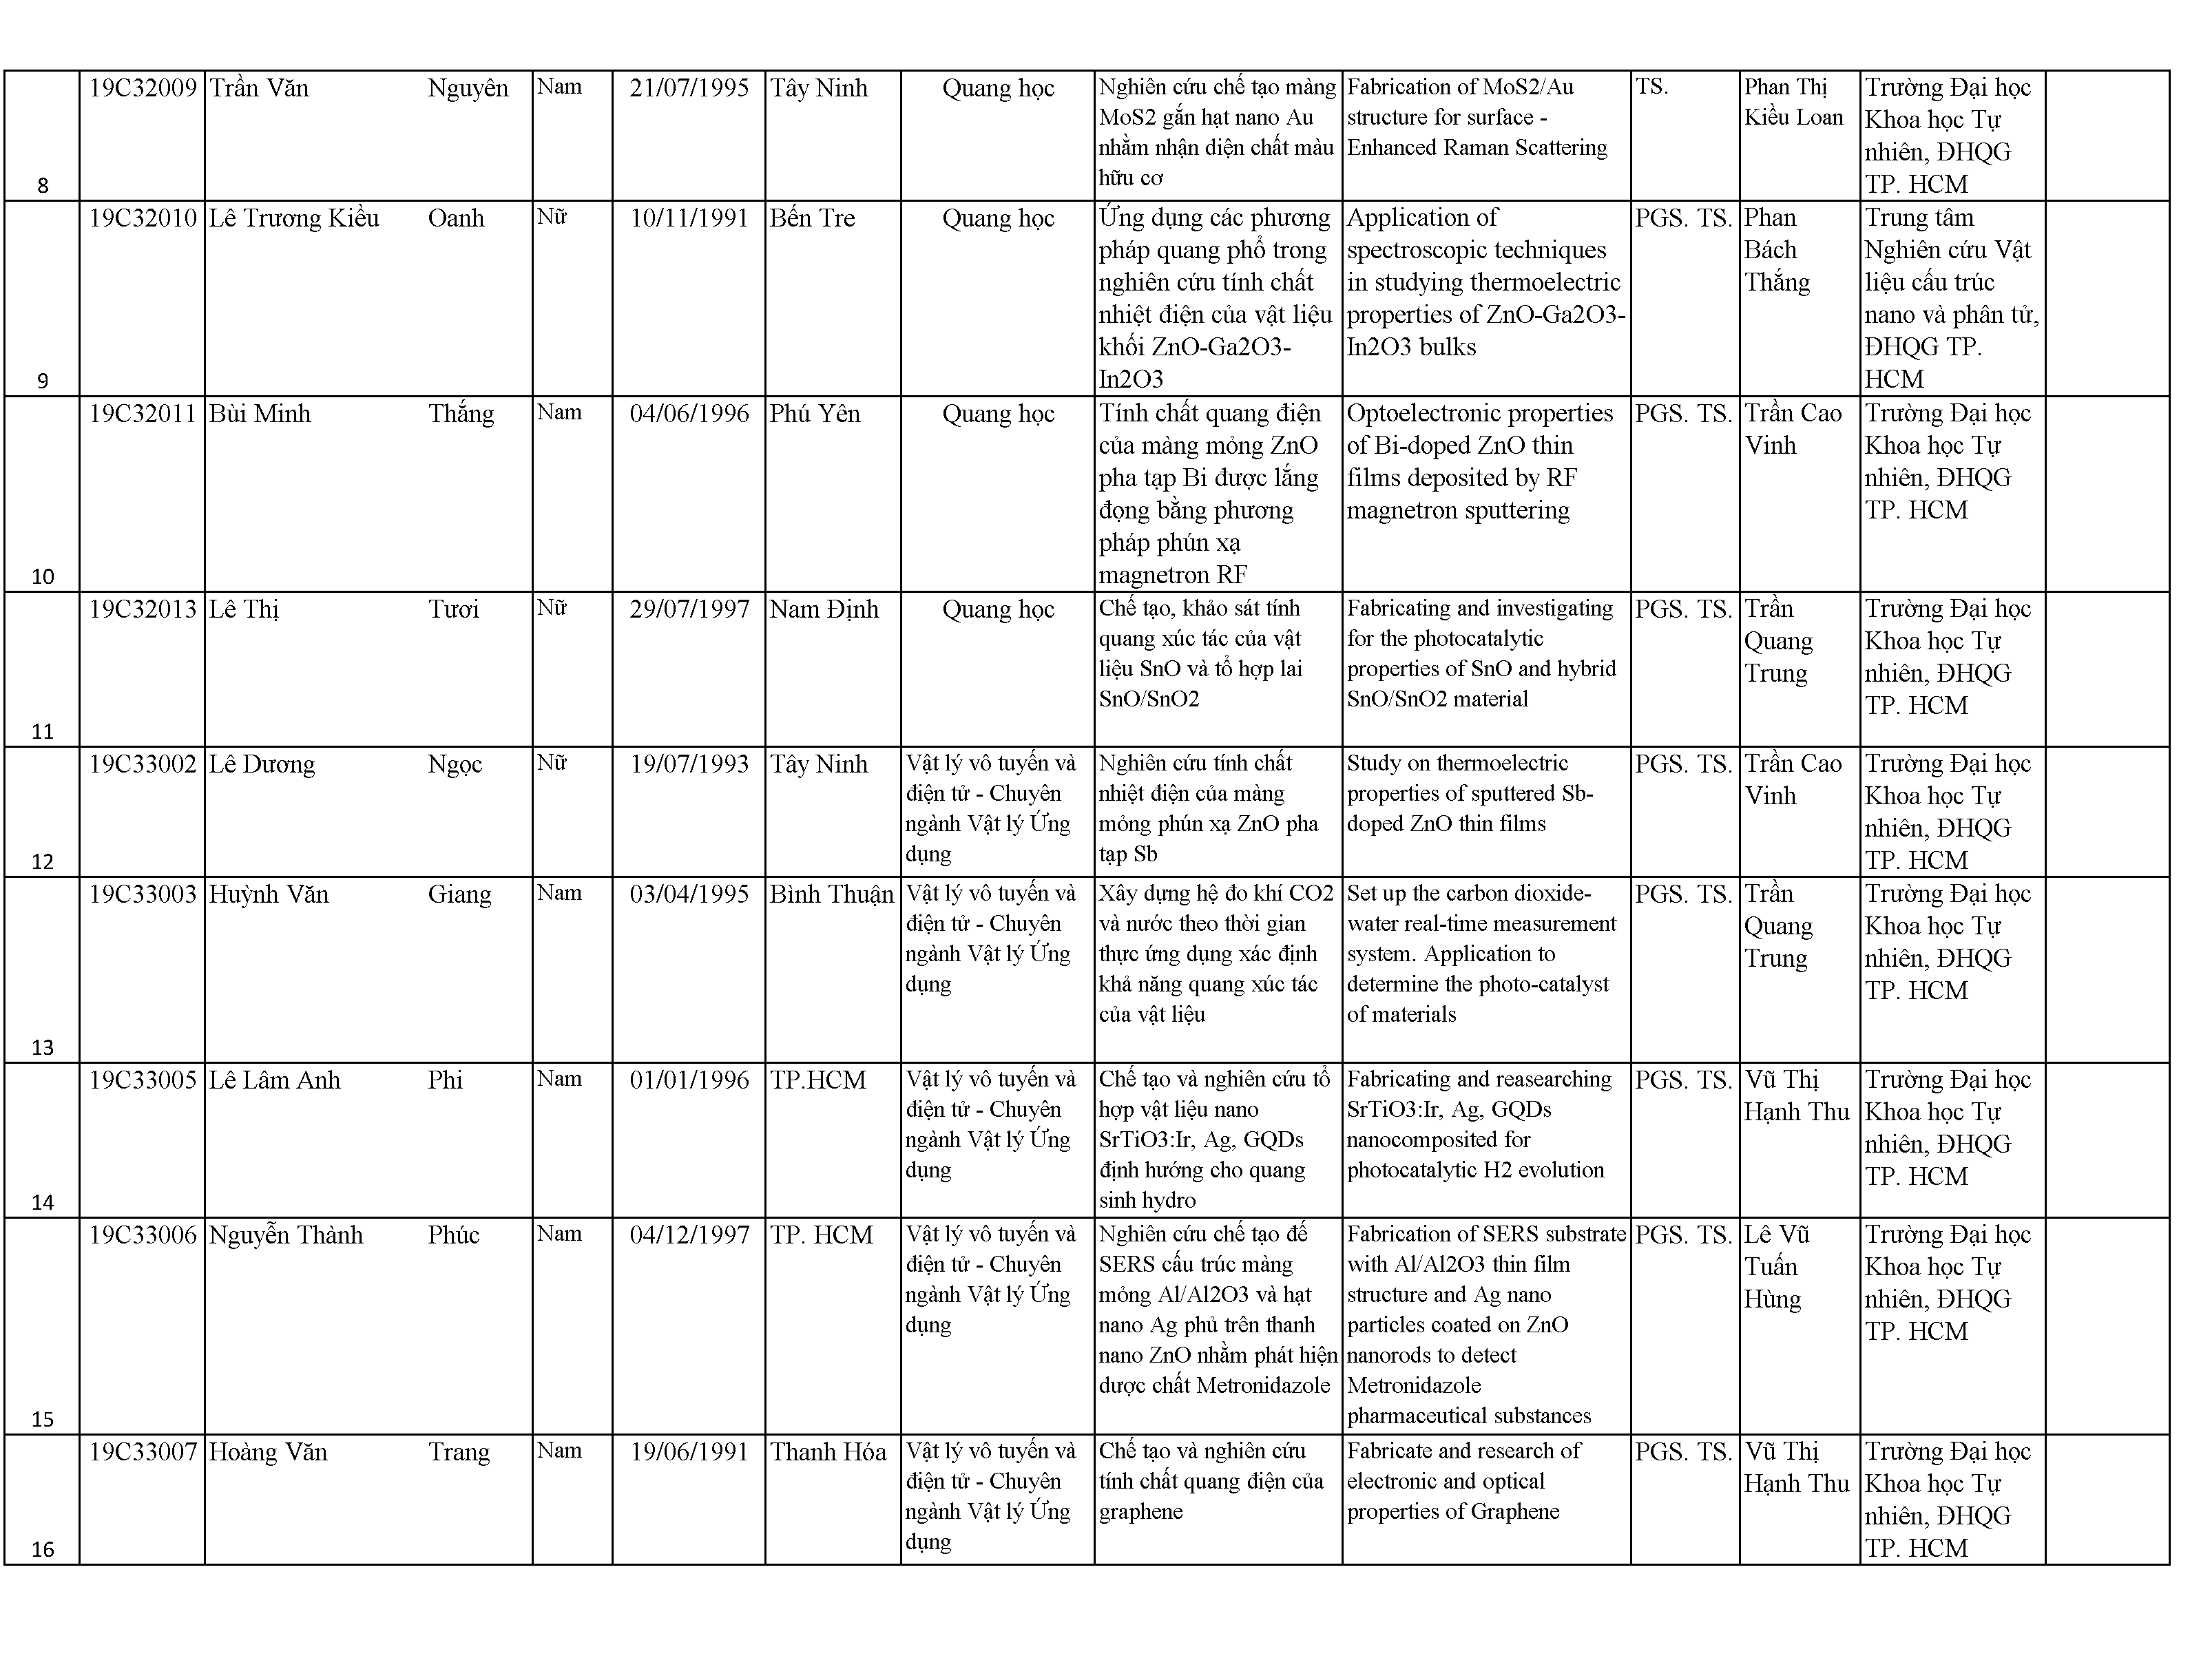 8
19C32009
Trần Văn
Nguyên
Nam
21/07/1995
Tây Ninh
Quang học
Nghiên cứu chế tạo màng
MoS2 gắn hạt nano Au
nhằm nhận diện chất màu
hữu cơ
Fabrication of MoS2/Au
structure for surface -
Enhanced Raman Scattering
TS.
Phan Thị
Kiều Loan
Trường Đại học
Khoa học Tự
nhiên, ĐHQG
TP. HCM
9
19C32010
Lê Trương Kiều
Oanh
Nữ
10/11/1991
Bến Tre
Quang học
Ứng dụng các phương
pháp quang phổ trong
nghiên cứu tính chất
nhiệt điện của vật liệu
khối ZnO-Ga2O3-
In2O3
Application of
spectroscopic techniques
in studying thermoelectric
properties of ZnO-Ga2O3-
In2O3 bulks
PGS. TS.
Phan
Bách
Thắng
Trung tâm
Nghiên cứu Vật
liệu cấu trúc
nano và phân tử,
ĐHQG TP.
HCM
10
19C32011
Bùi Minh
Thắng
Nam
04/06/1996
Phú Yên
Quang học
Tính chất quang điện
của màng mỏng ZnO
pha tạp Bi được lắng
đọng bằng phương
pháp phún xạ
magnetron RF
Optoelectronic properties
of Bi-doped ZnO thin
films deposited by RF
magnetron sputtering
PGS. TS.
Trần Cao
Vinh
Trường Đại học
Khoa học Tự
nhiên, ĐHQG
TP. HCM
11
19C32013
Lê Thị
Tươi
Nữ
29/07/1997
Nam Định
Quang học
Chế tạo, khảo sát tính
quang xúc tác của vật
liệu SnO và tổ hợp lai
SnO/SnO2
Fabricating and investigating
for the photocatalytic
properties of SnO and hybrid
SnO/SnO2 material
PGS. TS.
Trần
Quang
Trung
Trường Đại học
Khoa học Tự
nhiên, ĐHQG
TP. HCM
12
19C33002
Lê Dương
Ngọc
Nữ
19/07/1993
Tây Ninh
Vật lý vô tuyến và
điện tử - Chuyên
ngành Vật lý Ứng
dụng
Nghiên cứu tính chất
nhiệt điện của màng
mỏng phún xạ ZnO pha
tạp Sb
Study on thermoelectric
properties of sputtered Sb-
doped ZnO thin films
PGS. TS.
Trần Cao
Vinh
Trường Đại học
Khoa học Tự
nhiên, ĐHQG
TP. HCM
13
19C33003
Huỳnh Văn
Giang
Nam
03/04/1995
Bình Thuận
Vật lý vô tuyến và
điện tử - Chuyên
ngành Vật lý Ứng
dụng
Xây dựng hệ đo khí CO2
và nước theo thời gian
thực ứng dụng xác định
khả năng quang xúc tác
của vật liệu
Set up the carbon dioxide-
water real-time measurement
system. Application to
determine the photo-catalyst
of materials
PGS. TS.
Trần
Quang
Trung
Trường Đại học
Khoa học Tự
nhiên, ĐHQG
TP. HCM
14
19C33005
Lê Lâm Anh
Phi
Nam
01/01/1996
TP.HCM
Vật lý vô tuyến và
điện tử - Chuyên
ngành Vật lý Ứng
dụng
Chế tạo và nghiên cứu tổ
hợp vật liệu nano
SrTiO3:Ir, Ag, GQDs
định hướng cho quang
sinh hydro
Fabricating and reasearching
SrTiO3:Ir, Ag, GQDs
nanocomposited for
photocatalytic H2 evolution
PGS. TS.
Vũ Thị
Hạnh Thu
Trường Đại học
Khoa học Tự
nhiên, ĐHQG
TP. HCM
15
19C33006
Nguyễn Thành
Phúc
Nam
04/12/1997
TP. HCM
Vật lý vô tuyến và
điện tử - Chuyên
ngành Vật lý Ứng
dụng
Nghiên cứu chế tạo đế
SERS cấu trúc màng
mỏng Al/Al2O3 và hạt
nano Ag phủ trên thanh
nano ZnO nhằm phát hiện
dược chất Metronidazole
Fabrication of SERS substrate
with Al/Al2O3 thin film
structure and Ag nano
particles coated on ZnO
nanorods to detect
Metronidazole
pharmaceutical substances
PGS. TS.
Lê Vũ
Tuấn
Hùng
Trường Đại học
Khoa học Tự
nhiên, ĐHQG
TP. HCM
16
19C33007
Hoàng Văn
Trang
Nam
19/06/1991
Thanh Hóa
Vật lý vô tuyến và
điện tử - Chuyên
ngành Vật lý Ứng
dụng
Chế tạo và nghiên cứu
tính chất quang điện của
graphene
Fabricate and research of
electronic and optical
properties of Graphene
PGS. TS.
Vũ Thị
Hạnh Thu
Trường Đại học
Khoa học Tự
nhiên, ĐHQG
TP. HCM